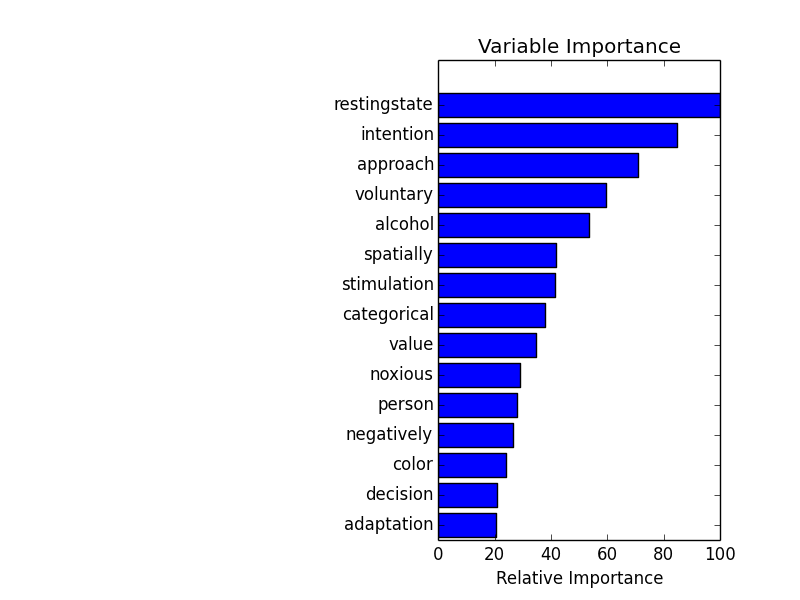 Variable Importance
restingstate
intention
approach
voluntary
alcohol
spatially
stimulation
categorical
value
noxious
person
negatively
color
decision
adaptation
0 20 40 60 80 100
Relative Importance